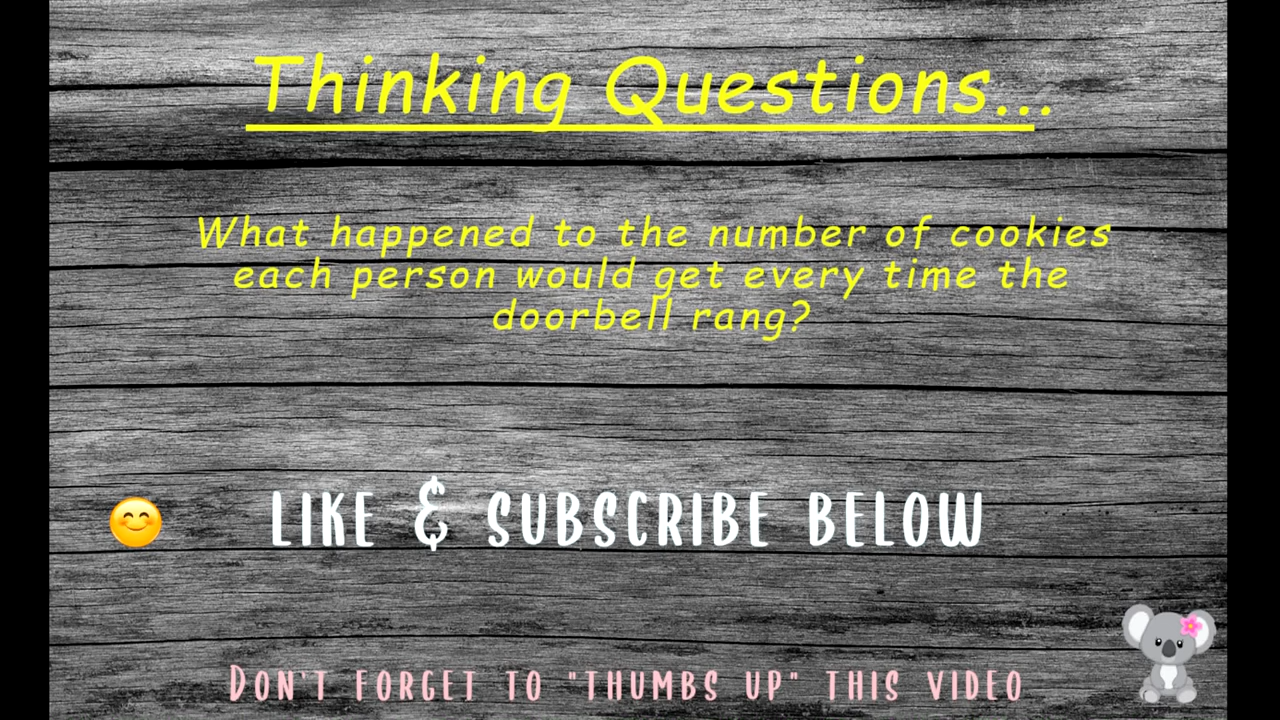 Thinking Questions...
What happened to the number of cookies
each person would get every time the
doorbell rang?
LIKE & SUBSCRIBE BELOW
DON'T FORGET TO "THUMBS UP" THIS VIDEO